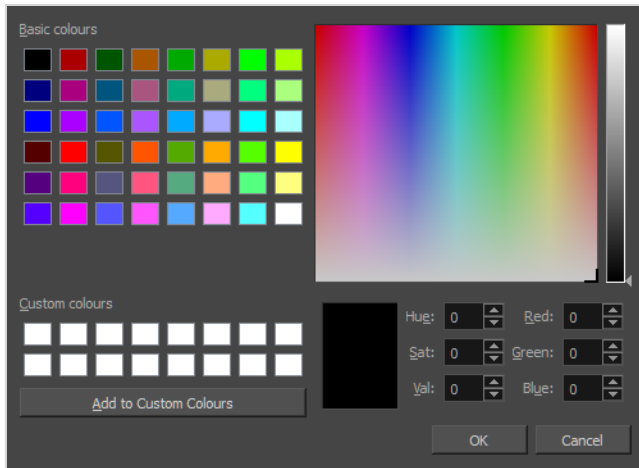 Basic colours
Custom colours
Add to Custom Colours
Hue: 0 Red: 0
Sat: 0 Green: 0
Val: 0 Blue: 0
OK Cancel